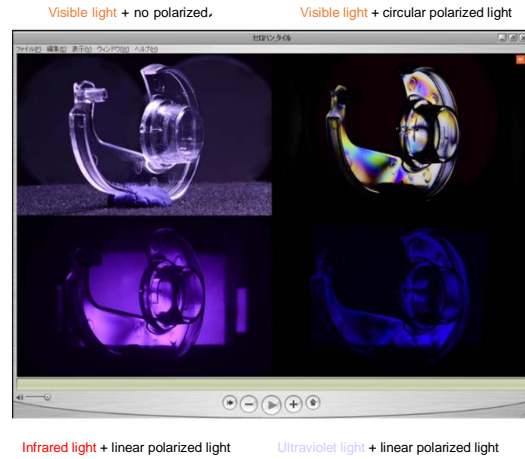 Visible light + no polarized,
Visible light + circular polarized light
セロハン タイル
ファイル(F) 編集(E) 表示(V) ウィンドウ(W) ヘルプ(H)
Infrared light + linear polarized light
Ultraviolet light + linear polarized light